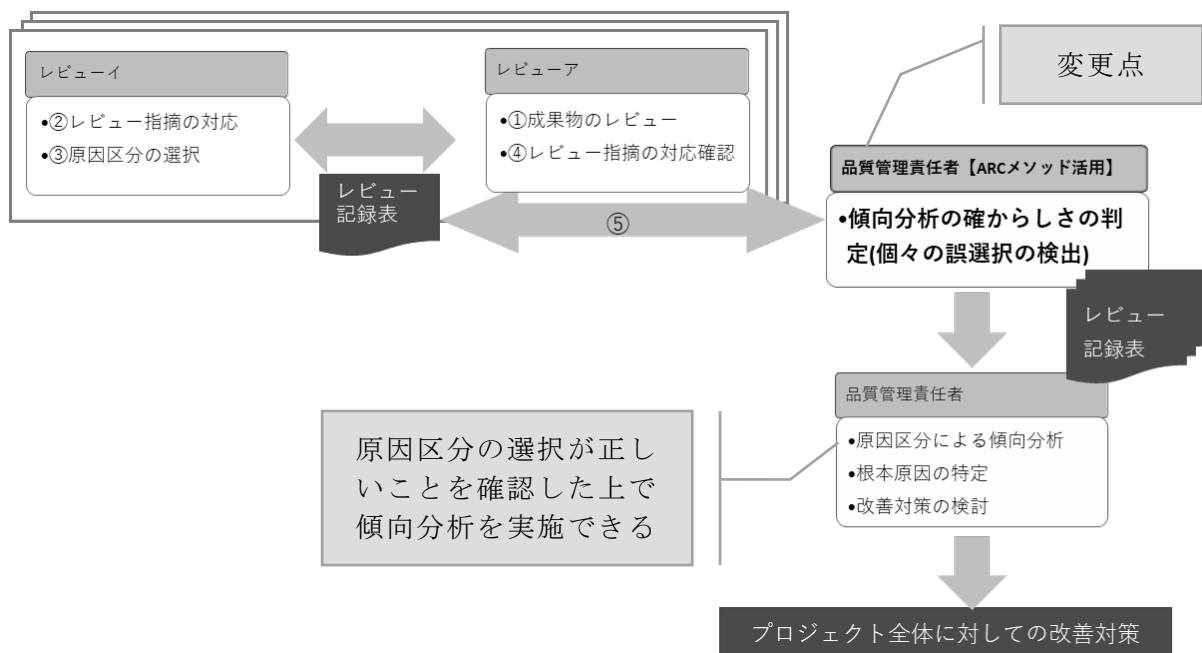 レビューイ
•②レビュー指摘の対応
•③原因区分の選択
レビューア
•①成果物のレビュー
•④レビュー指摘の対応確認
レビュー
記録表
⑤
変更点
品質管理責任者【ARCメソッド活用】
•傾向分析の確からしさの判
定(個々の誤選択の検出)
レビュー
記録表
品質管理責任者
•原因区分による傾向分析
•根本原因の特定
•改善対策の検討
原因区分の選択が正し
いことを確認した上で
傾向分析を実施できる
プロジェクト全体に対しての改善対策